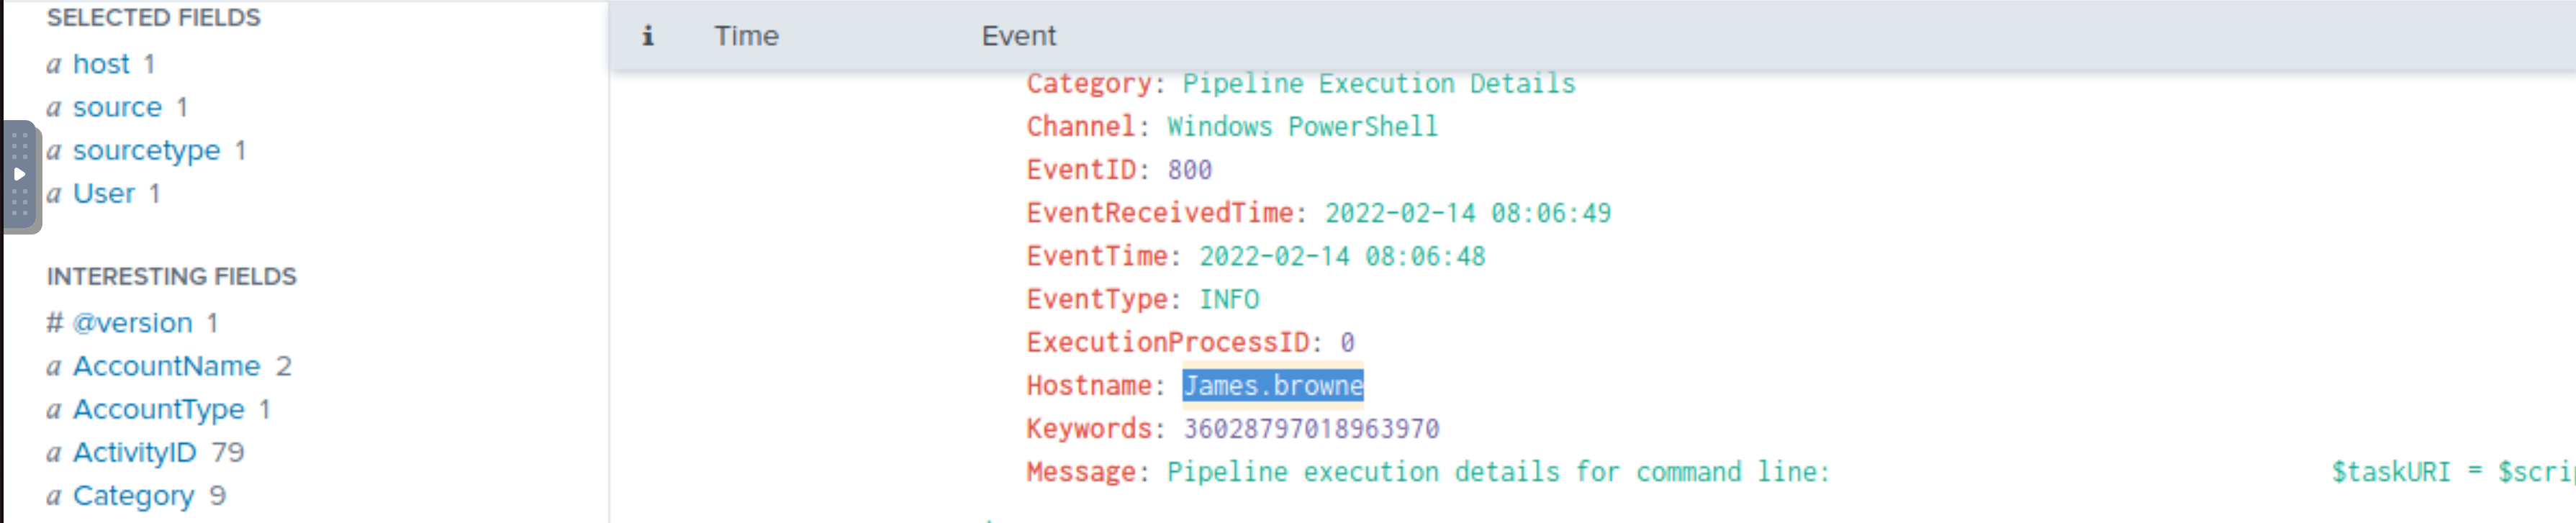 SELECTED FIELDS
a host 1
a source 1
a sourcetype 1
a User 1
INTERESTING FIELDS
# @version 1
a AccountName 2
a AccountType 1
a ActivityID 79
a Category 9
i Time Event
Category: Pipeline Execution Details
Channel: Windows PowerShell
EventID: 800
EventReceivedTime: 2022-02-14 08:06:49
EventTime: 2022-02-14 08:06:48
EventType: INFO
ExecutionProcessID: 0
Hostname: James.browne
Keywords: 36028797018963970
Message: Pipeline execution details for command line: $taskURI = $scri